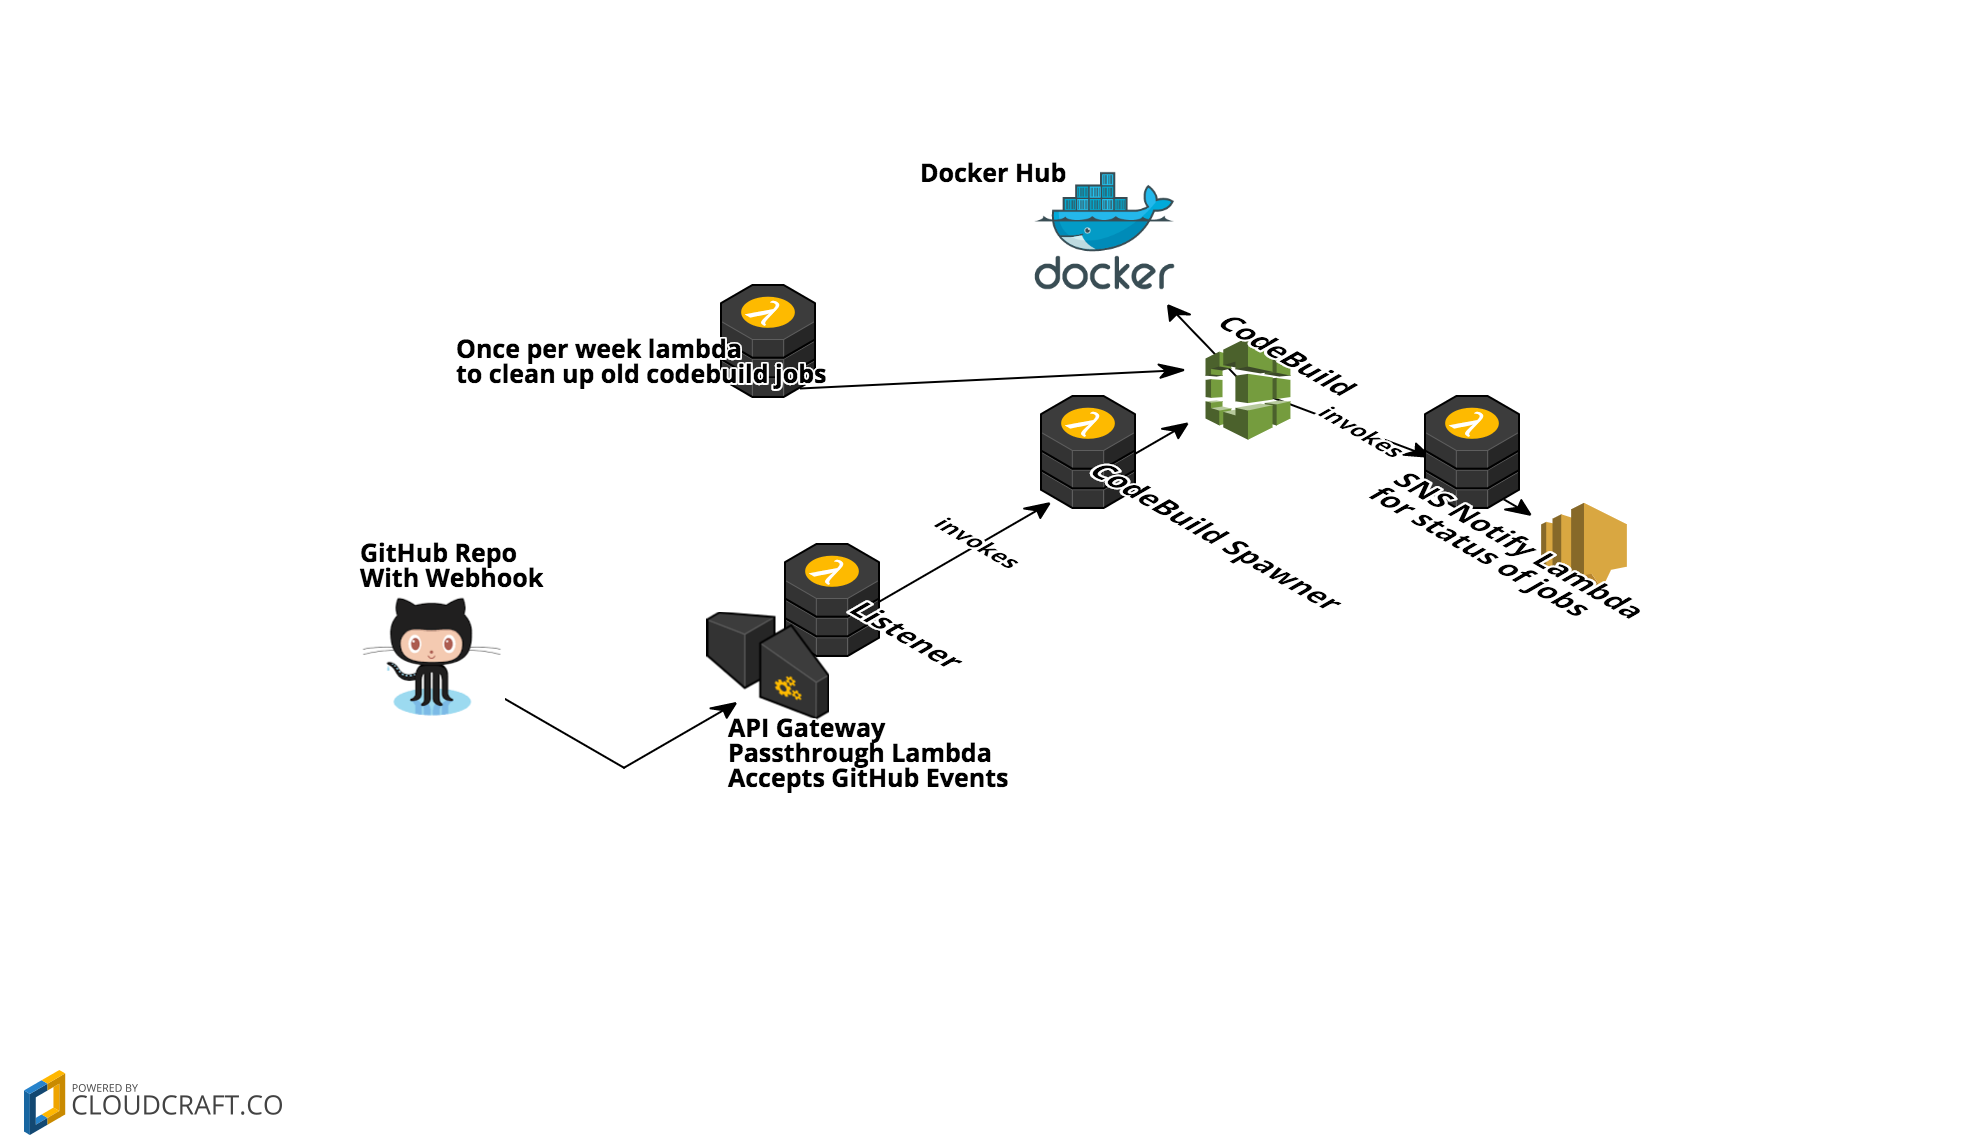 Docker Hub
docker
CodeBuild
Once per week lambda
to clean up old codebuild jobs
invokes
CodeBuild Spawner
SNS Notify Lambda
for status of jobs
invokes
GitHub Repo
With Webhook
Listener
API Gateway
Passthrough Lambda
Accepts GitHub Events
POWERED BY
CLOUDCRAFT.CO